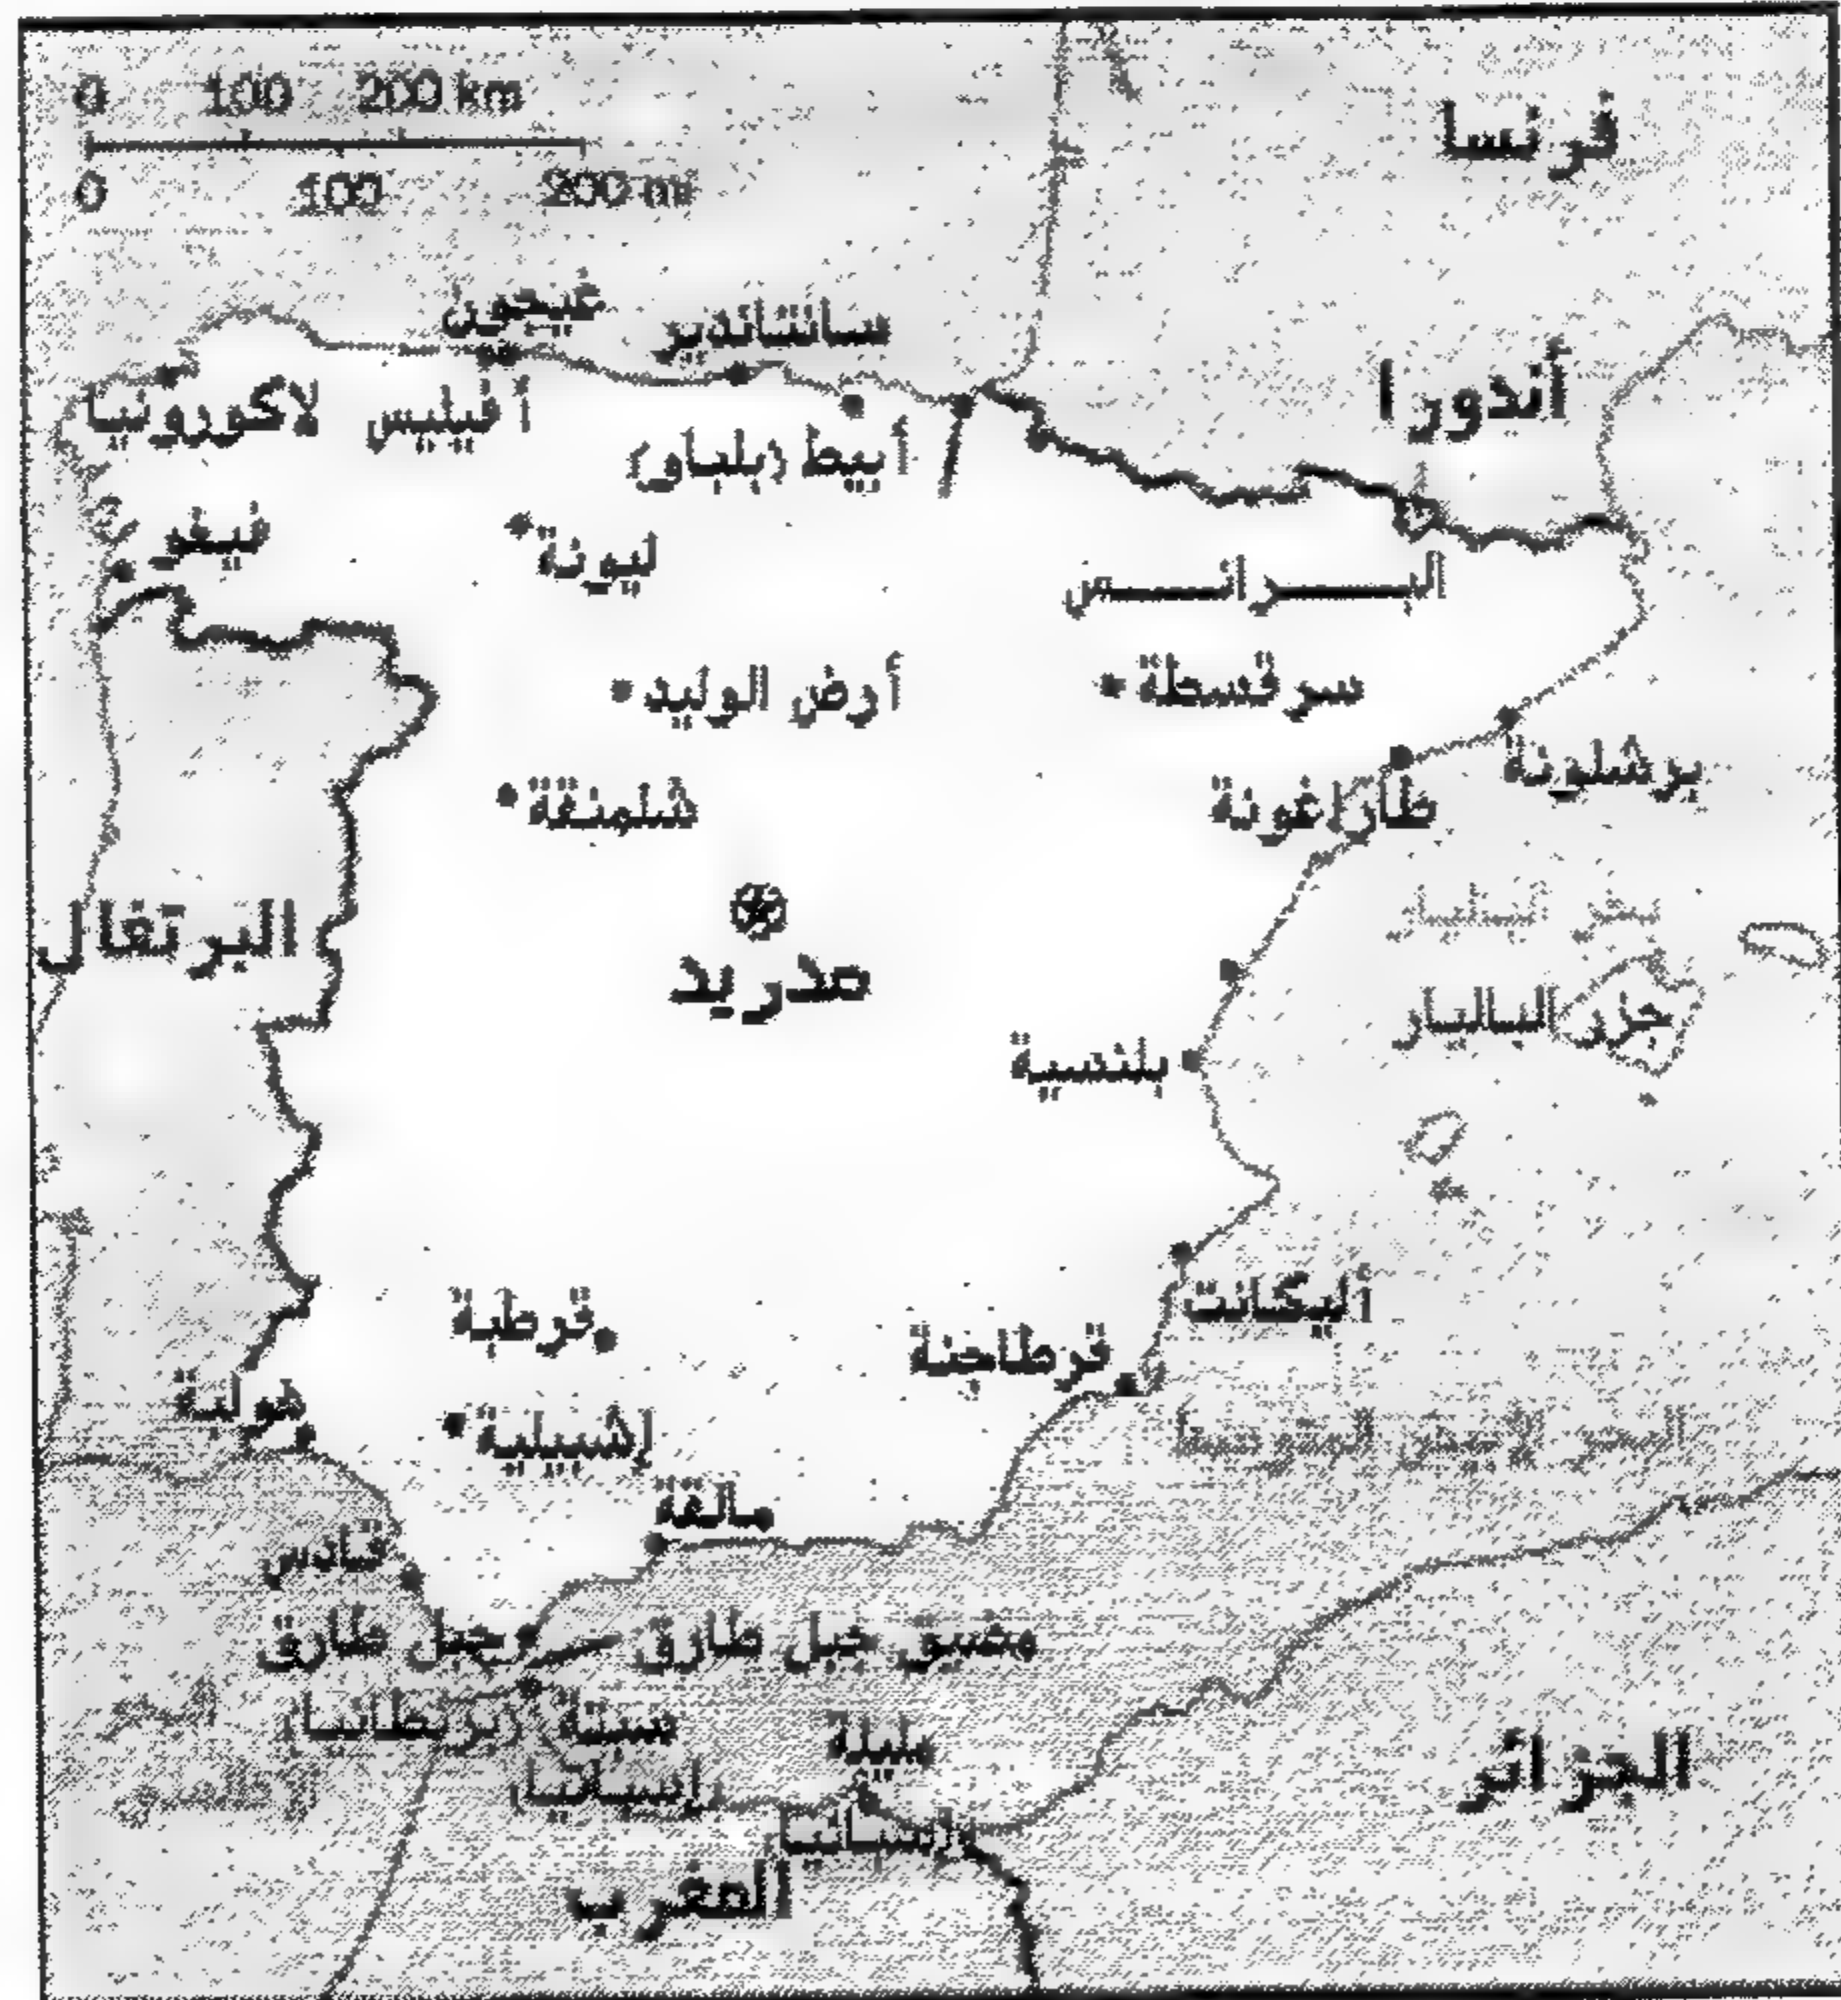 0 100 200 km
0 100 200 mi
فرنسا
غيجون
سانتاندير
أندورا
لاكورونيا
أفيليس
أبيط (بلباو)
فيغو
ليونة
البرانس
أرض الوليد
سرقسطة
برشلونة
طاراغونة
شلمنقة
البرتغال
مدريد
جزر الباليار
بلنسية
أليكانت
قرطبة
قرطاجنة
هولبة
إشبيلية
مالقة
قادس
مضيق جبل طارق
جبل طارق
(بريطانيا)
سبتة
(إسبانيا)
مليلة
(إسبانيا)
المغرب
الجزائر